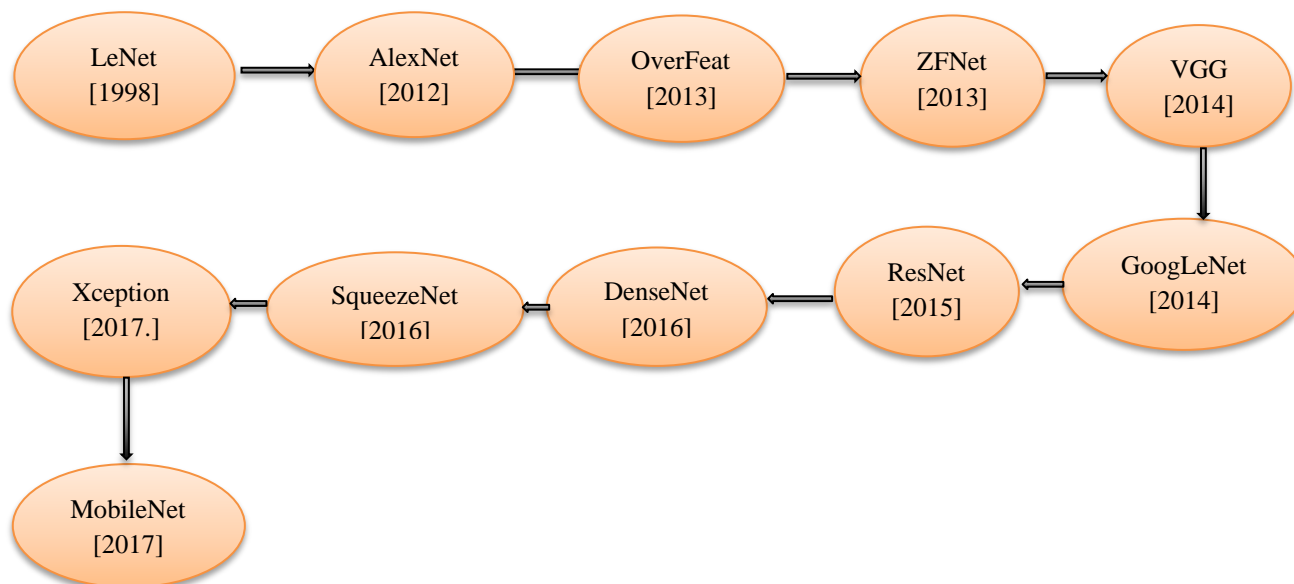 LeNet
[1998]
AlexNet
[2012]
OverFeat
[2013]
ZFNet
[2013]
VGG
[2014]
GoogLeNet
[2014]
ResNet
[2015]
DenseNet
[2016]
SqueezeNet
[2016]
Xception
[2017.]
MobileNet
[2017]